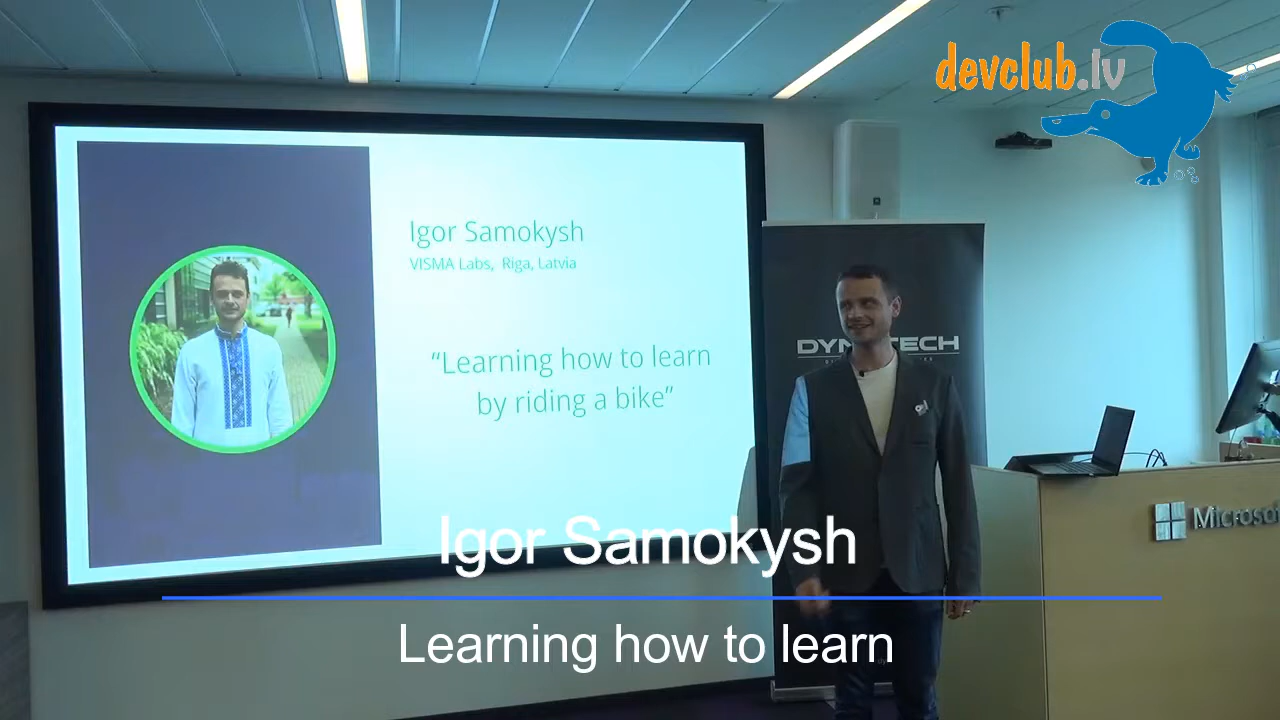 devclub.lv
Igor Samokysh
VISMA Labs, Riga, Latvia
“Learning how to learn
by riding a bike”
Igor Samokysh
Learning how to learn